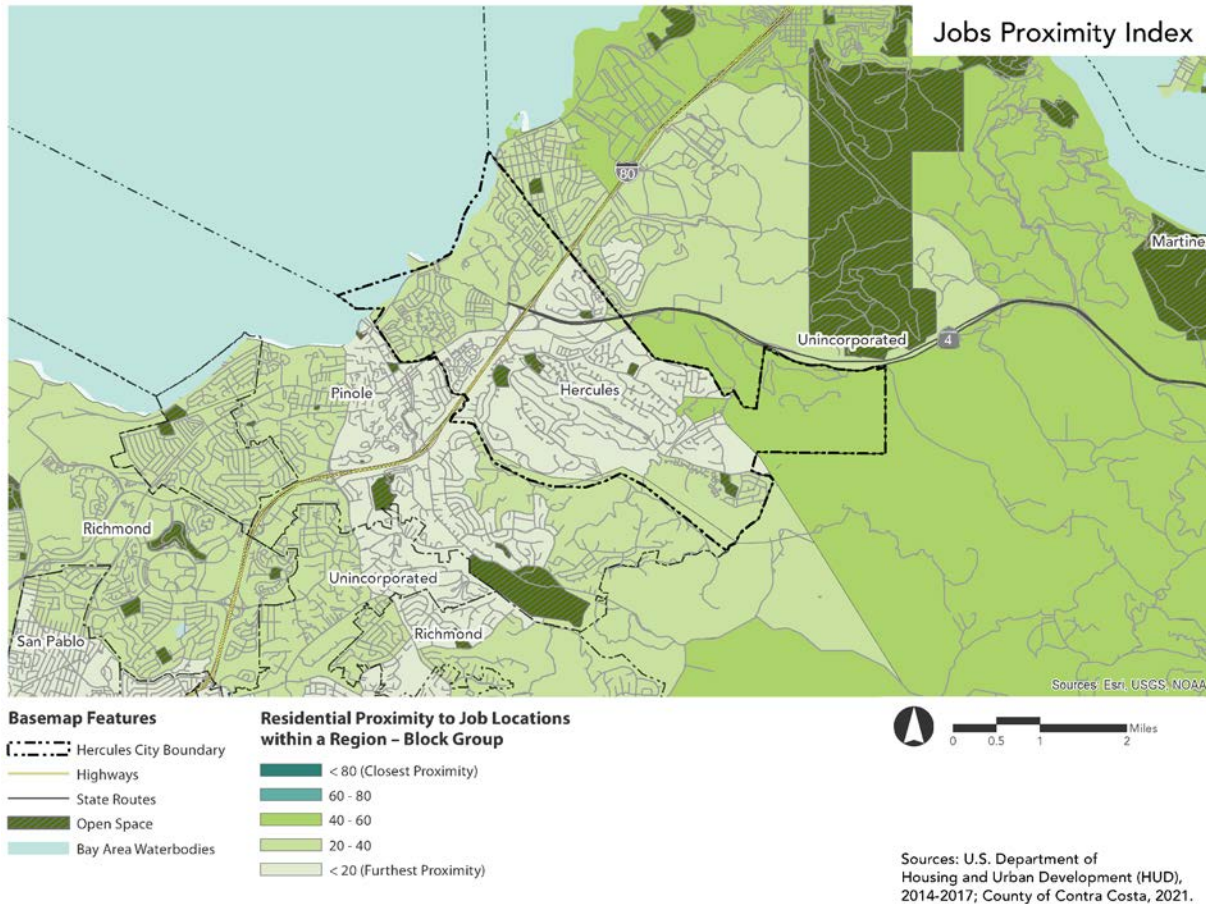 Jobs Proximity Index
80
Martine
Unincorporated
4
Pinole
Hercules
Richmond
Unincorporated
San Pablo
Richmond
Sources: Esri, USGS, NOAA
Basemap Features
Hercules City Boundary
Highways
State Routes
Open Space
Bay Area Waterbodies
Residential Proximity to Job Locations
within a Region – Block Group
< 80 (Closest Proximity)
60 - 80
40 - 60
20 - 40
< 20 (Furthest Proximity)
0 0.5 1 2 Miles
Sources: U.S. Department of
Housing and Urban Development (HUD),
2014-2017; County of Contra Costa, 2021.